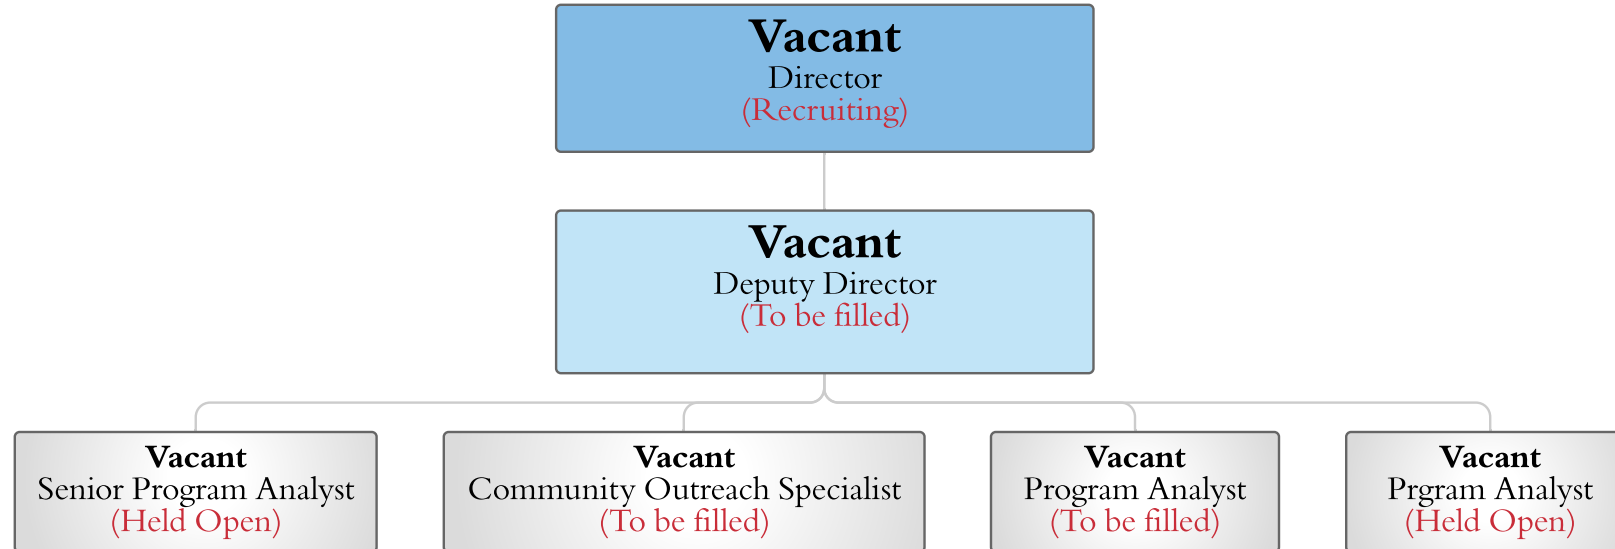 Vacant
Director
(Recruiting)
Vacant
Deputy Director
(To be filled)
Vacant
Senior Program Analyst
(Held Open)
Vacant
Community Outreach Specialist
(To be filled)
Vacant
Program Analyst
(To be filled)
Vacant
Prgram Analyst
(Held Open)